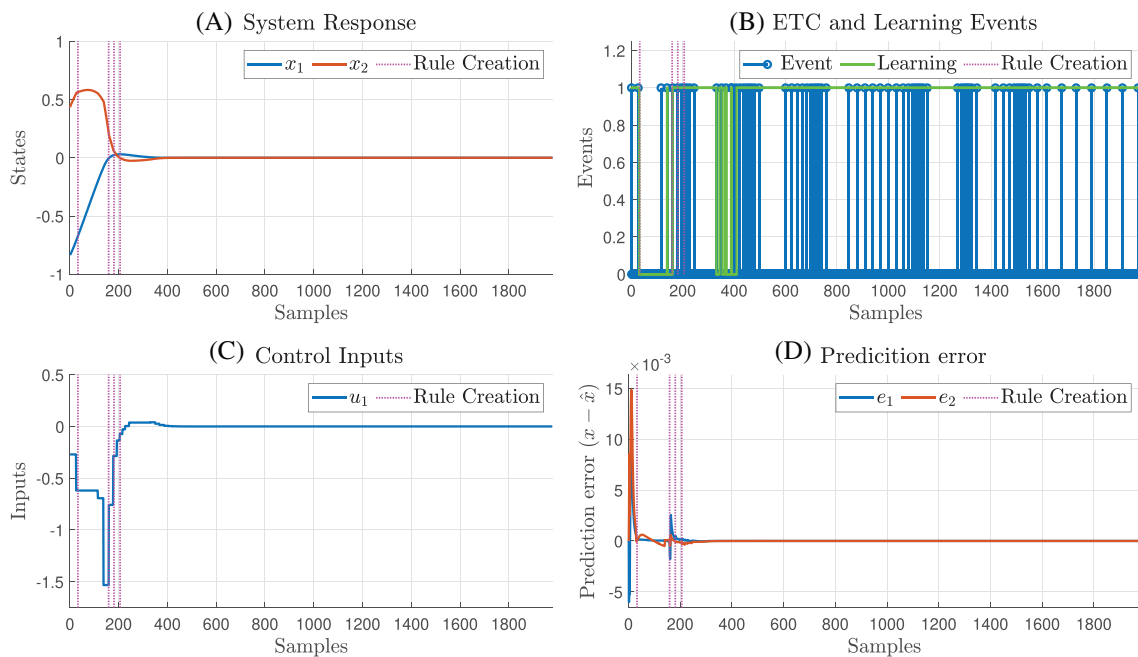 (A) System Response
x₁ x₂ Rule Creation
States
1
0.5
0
-0.5
-1
0 200 400 600 800 1000 1200 1400 1600 1800
Samples
(B) ETC and Learning Events
Event Learning Rule Creation
Events
1.2
1
0.8
0.6
0.4
0.2
0
0 200 400 600 800 1000 1200 1400 1600 1800
Samples
(C) Control Inputs
u₁ Rule Creation
Inputs
0.5
0
-0.5
-1
-1.5
0 200 400 600 800 1000 1200 1400 1600 1800
Samples
(D) Predicition error
×10⁻³
e₁ e₂ Rule Creation
Prediction error (x − x̂)
15
10
5
0
-5
0 200 400 600 800 1000 1200 1400 1600 1800
Samples